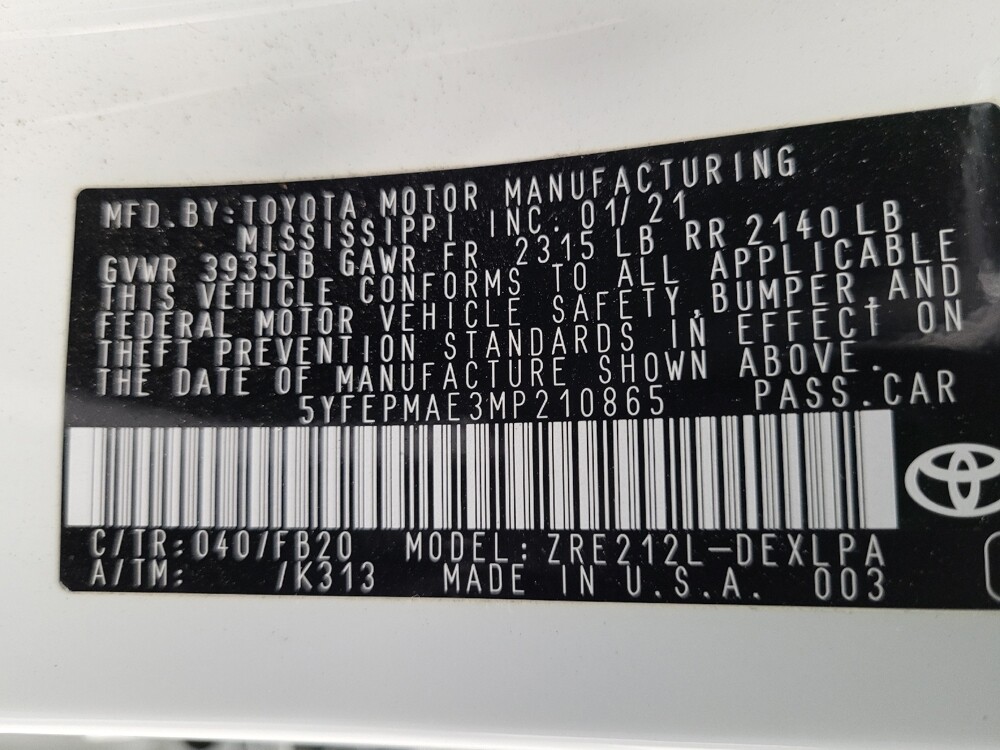 MFD.BY:TOYOTA MOTOR MANUFACTURING
MISSISSIPPI INC. 01/21
GVWR 3935LB GAWR FR 2315 LB RR 2140 LB
THIS VEHICLE CONFORMS TO ALL APPLICABLE
FEDERAL MOTOR VEHICLE SAFETY,BUMPER,AND
THEFT PREVENTION STANDARDS IN EFFECT ON
THE DATE OF MANUFACTURE SHOWN ABOVE.
5YFEPMAE3MP210865 PASS.CAR
C/TR:040/FB20 MODEL: ZRE212L-DEXLPA
A/TM: /K313 MADE IN U.S.A. 003